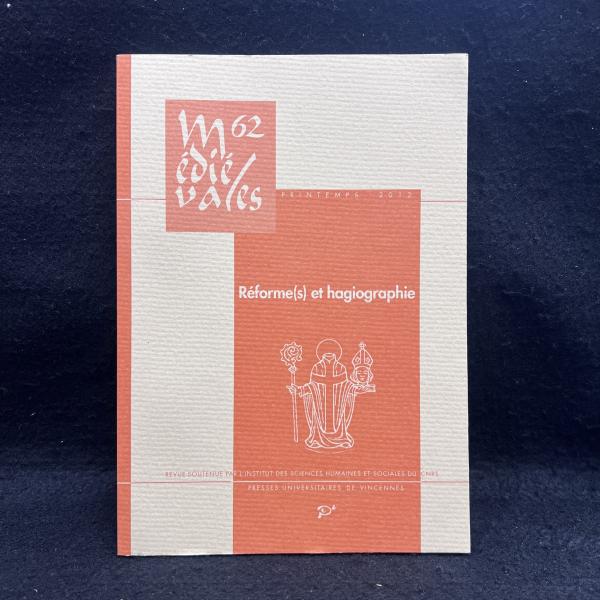 Médiévales 62
PRINTEMPS 2012
Réforme(s) et hagiographie
REVUE SOUTENUE PAR L'INSTITUT DES SCIENCES HUMAINES ET SOCIALES DU CNRS
PRESSES UNIVERSITAIRES DE VINCENNES